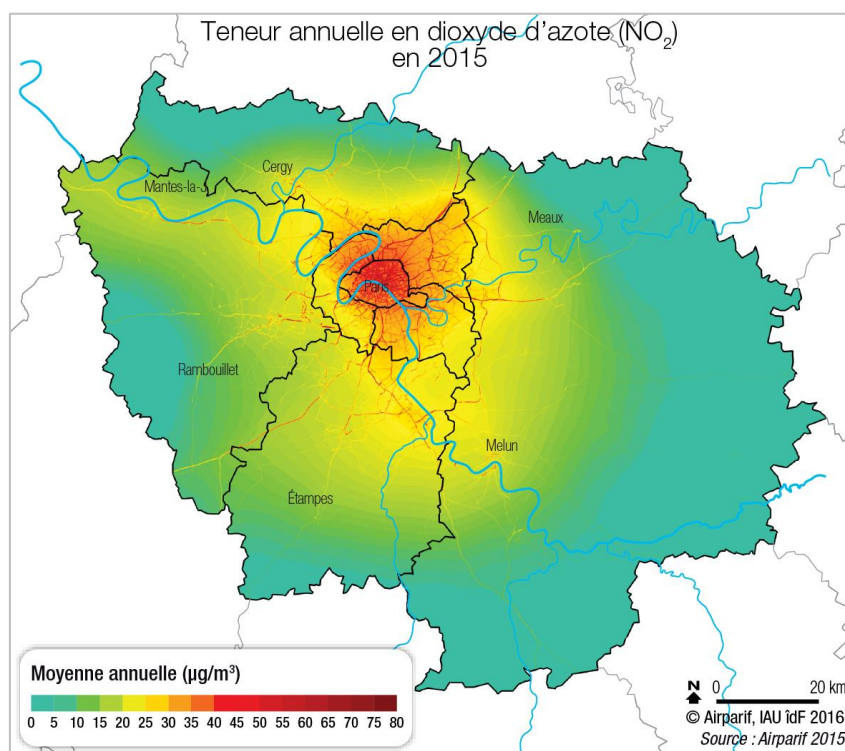 Teneur annuelle en dioxyde d'azote (NO₂)
en 2015
Cergy
Mantes-la-J
Meaux
Paris
Rambouillet
Melun
Étampes
Moyenne annuelle (µg/m³)
0 5 10 15 20 25 30 35 40 45 50 55 60 65 70 75 80
N 0 20 km
© Airparif, IAU îdF 2016
Source : Airparif 2015